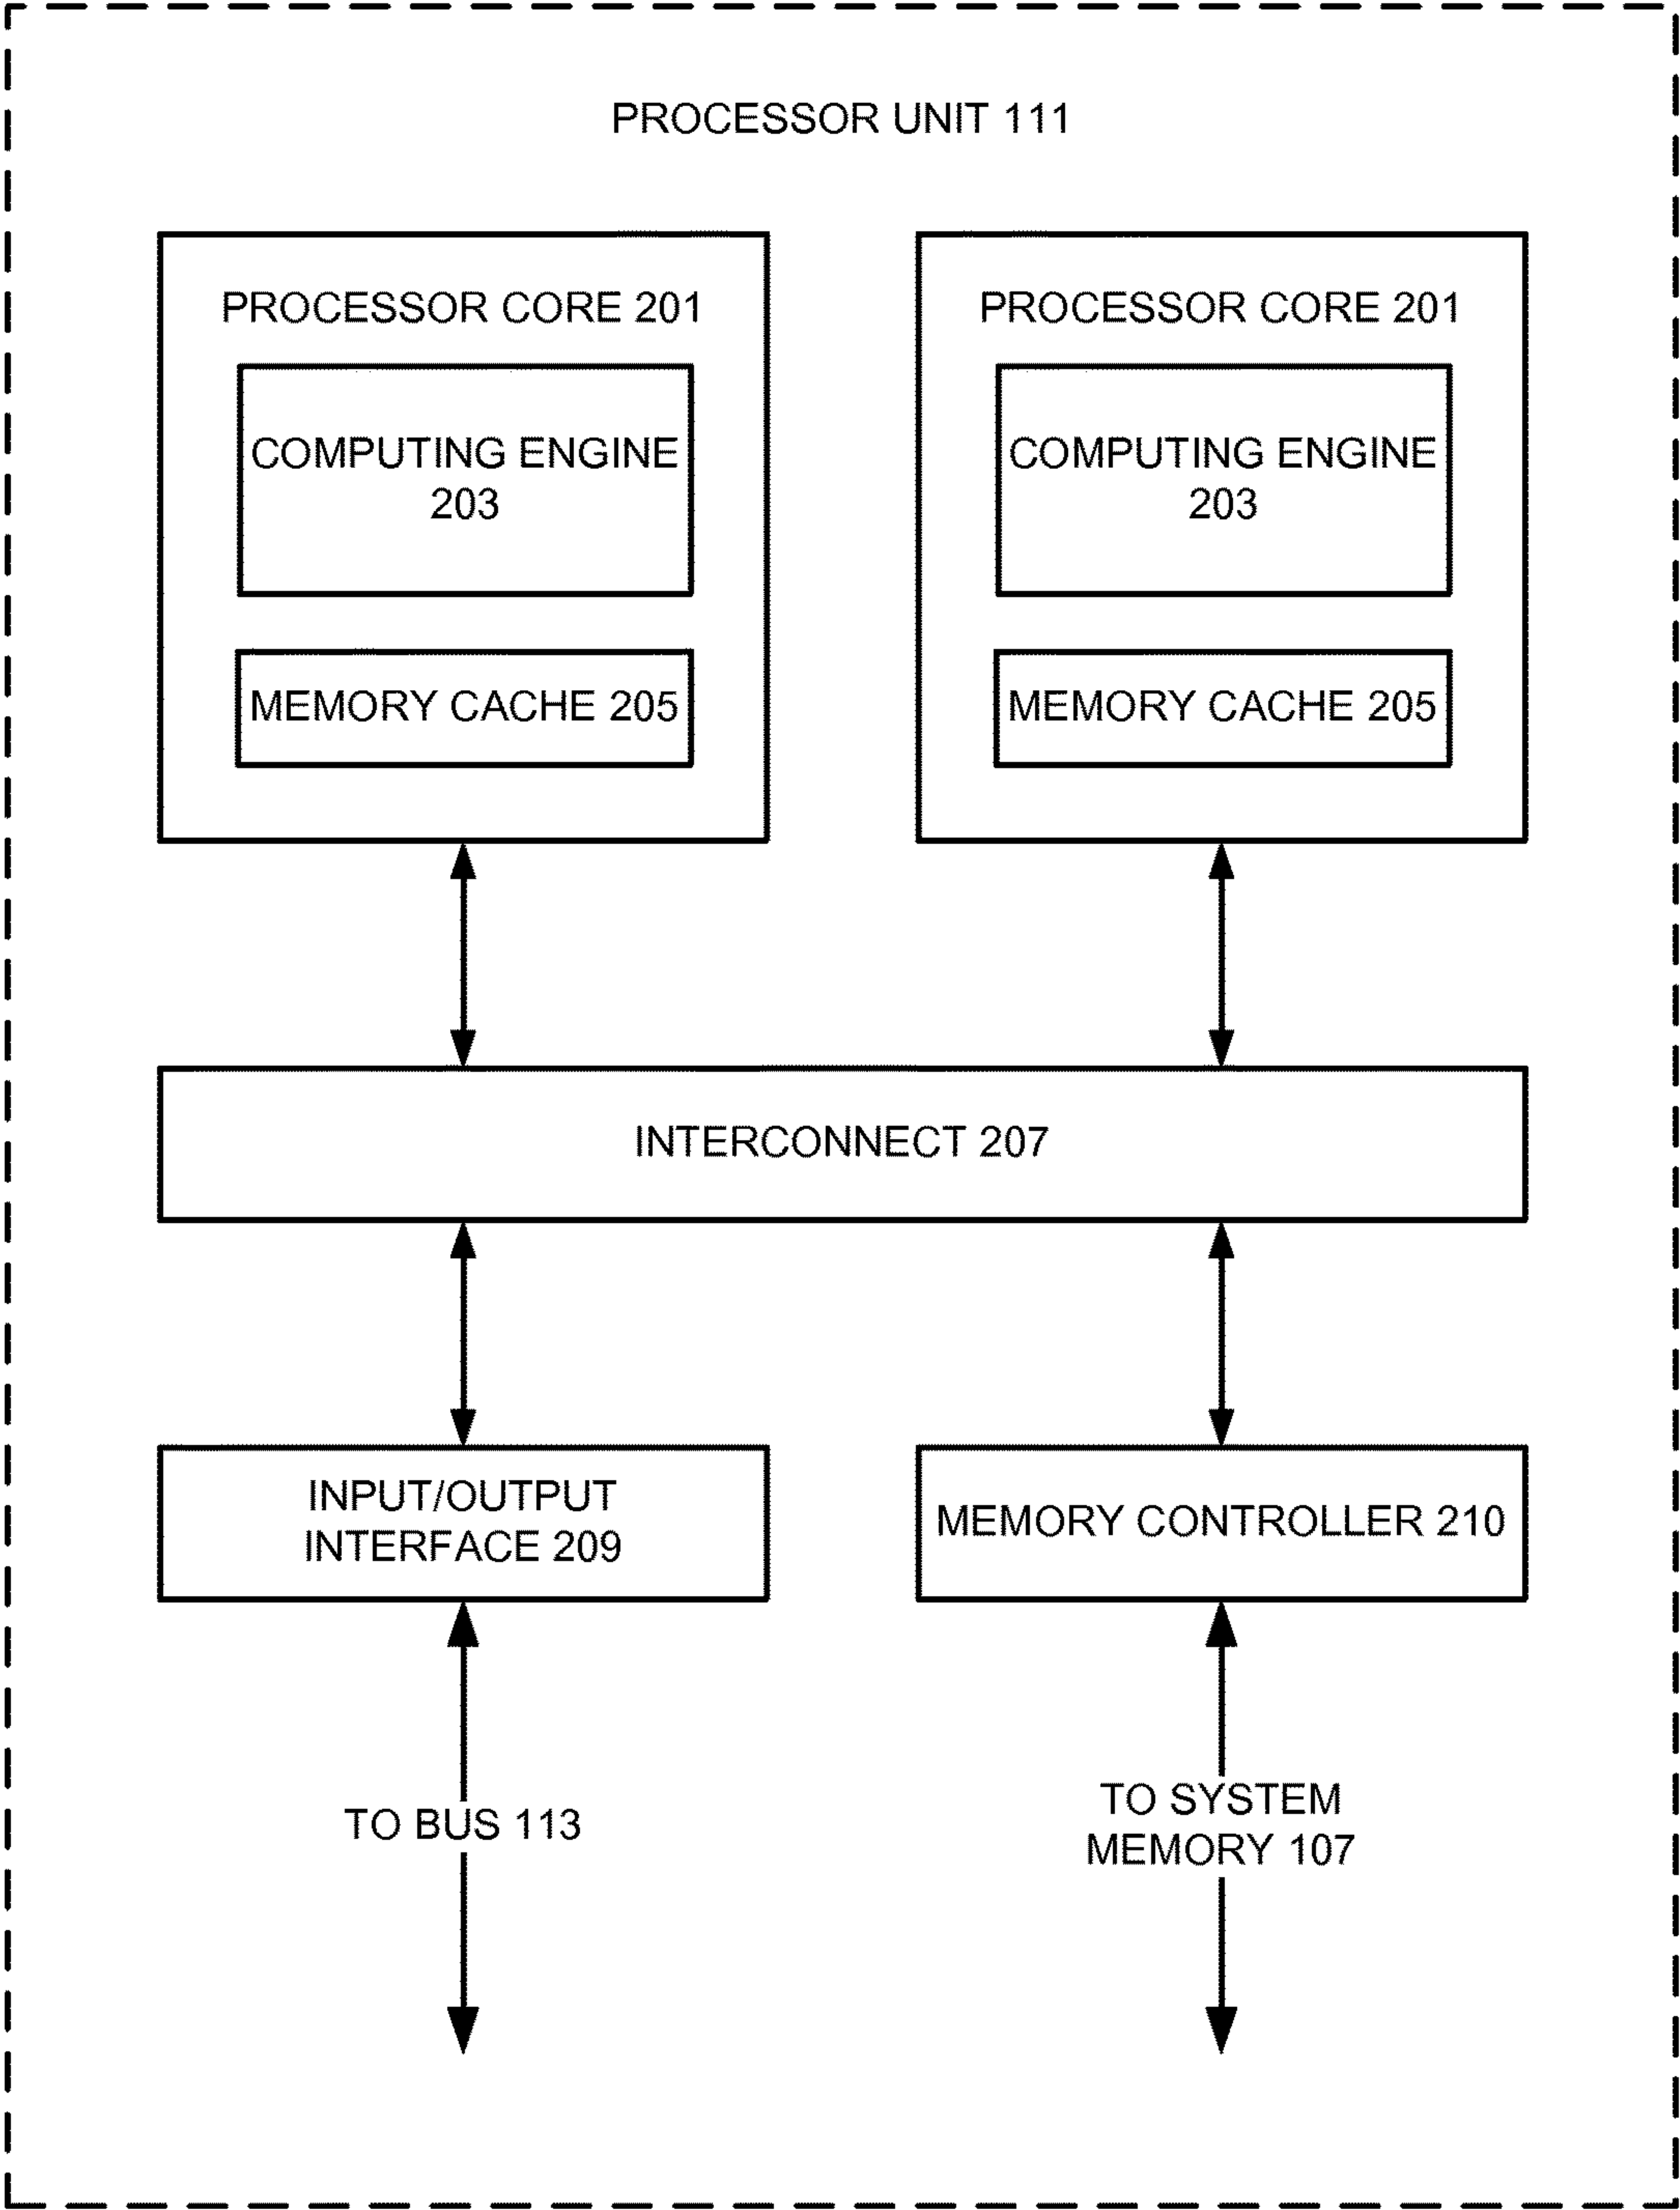 PROCESSOR UNIT 111
PROCESSOR CORE 201
COMPUTING ENGINE
203
MEMORY CACHE 205
PROCESSOR CORE 201
COMPUTING ENGINE
203
MEMORY CACHE 205
INTERCONNECT 207
INPUT/OUTPUT
INTERFACE 209
MEMORY CONTROLLER 210
TO BUS 113
TO SYSTEM
MEMORY 107